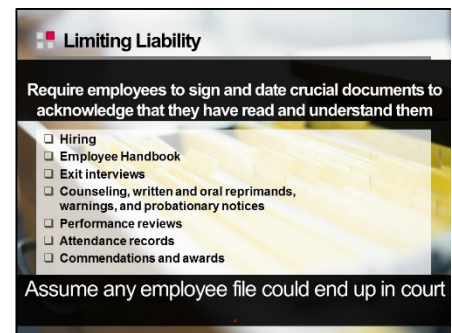 Limiting Liability
Require employees to sign and date crucial documents to
acknowledge that they have read and understand them
❑ Hiring
❑ Employee Handbook
❑ Exit interviews
❑ Counseling, written and oral reprimands,
warnings, and probationary notices
❑ Performance reviews
❑ Attendance records
❑ Commendations and awards
Assume any employee file could end up in court